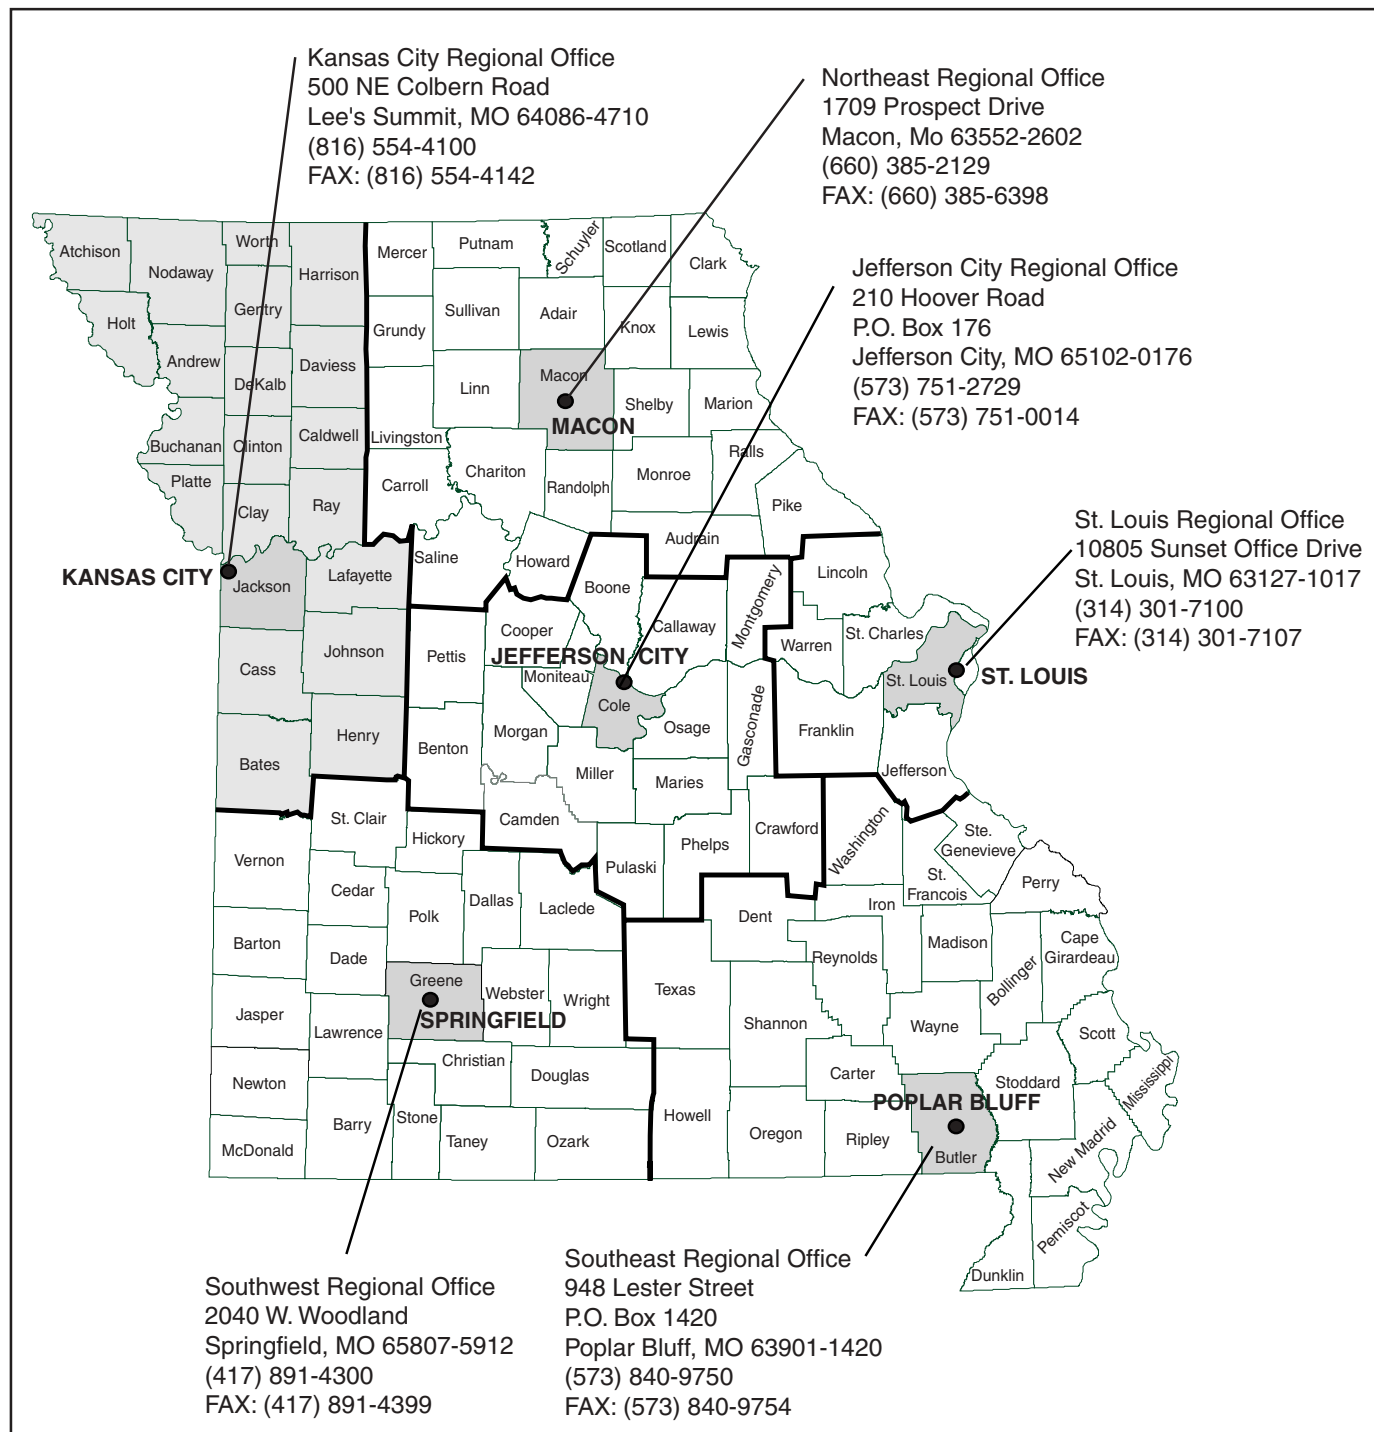 Kansas City Regional Office
500 NE Colbern Road
Lee's Summit, MO 64086-4710
(816) 554-4100
FAX: (816) 554-4142
Northeast Regional Office
1709 Prospect Drive
Macon, Mo 63552-2602
(660) 385-2129
FAX: (660) 385-6398
Jefferson City Regional Office
210 Hoover Road
P.O. Box 176
Jefferson City, MO 65102-0176
(573) 751-2729
FAX: (573) 751-0014
St. Louis Regional Office
10805 Sunset Office Drive
St. Louis, MO 63127-1017
(314) 301-7100
FAX: (314) 301-7107
Atchison
Nodaway
Worth
Harrison
Mercer
Putnam
Schuyler
Scotland
Clark
Holt
Gentry
Grundy
Sullivan
Adair
Knox
Lewis
Andrew
DeKalb
Daviess
Linn
Macon
Shelby
Marion
MACON
Buchanan
Clinton
Caldwell
Livingston
Chariton
Randolph
Monroe
Ralls
Platte
Clay
Ray
Carroll
Pike
Audrain
Saline
Howard
Boone
KANSAS CITY
Jackson
Lafayette
Callaway
Montgomery
Lincoln
Warren
St. Charles
Cooper
Pettis
JEFFERSON CITY
Moniteau
Cass
Johnson
Cole
Osage
Gasconade
St. Louis
ST. LOUIS
Franklin
Henry
Benton
Morgan
Bates
Miller
Maries
Jefferson
St. Clair
Hickory
Camden
Pulaski
Phelps
Crawford
Washington
Ste.
Genevieve
St.
Francois
Perry
Vernon
Cedar
Polk
Dallas
Laclede
Dent
Iron
Barton
Dade
Reynolds
Madison
Bollinger
Cape
Girardeau
Greene
Webster
Wright
Texas
Jasper
Lawrence
SPRINGFIELD
Shannon
Wayne
Scott
Newton
Christian
Douglas
Carter
Stoddard
Mississippi
POPLAR BLUFF
McDonald
Barry
Stone
Taney
Ozark
Howell
Oregon
Ripley
Butler
New Madrid
Pemiscot
Dunklin
Southwest Regional Office
2040 W. Woodland
Springfield, MO 65807-5912
(417) 891-4300
FAX: (417) 891-4399
Southeast Regional Office
948 Lester Street
P.O. Box 1420
Poplar Bluff, MO 63901-1420
(573) 840-9750
FAX: (573) 840-9754